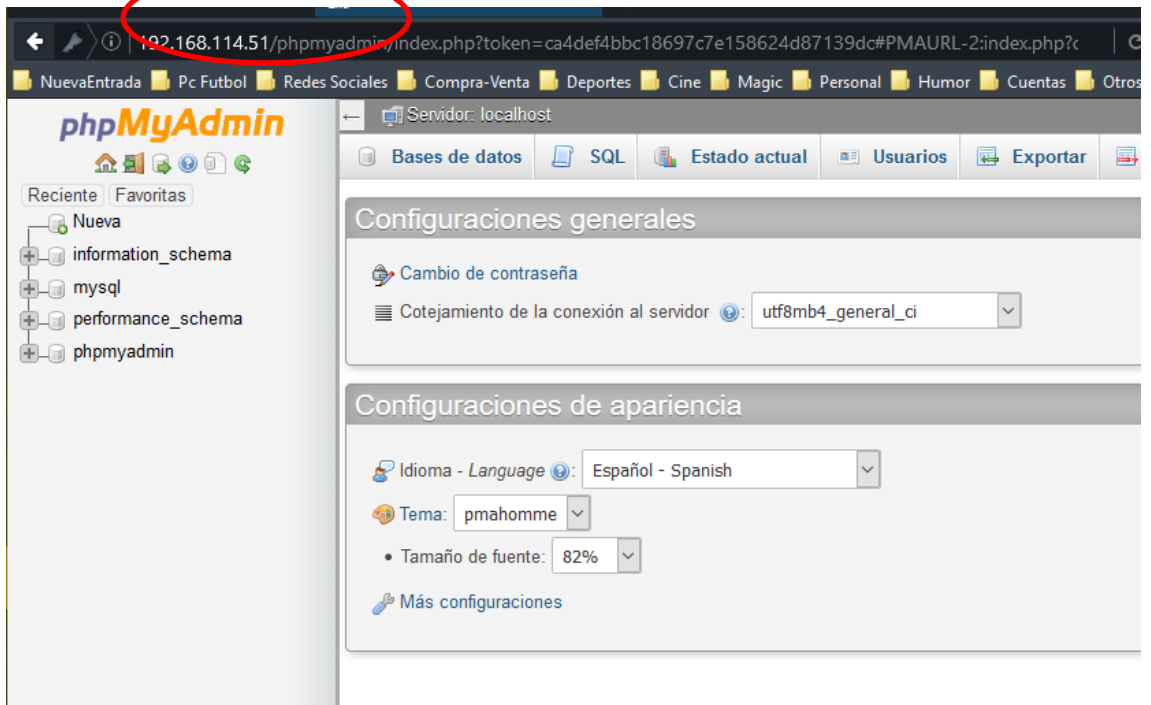 192.168.114.51/phpmyadmin/index.php?token=ca4def4bbc18697c7e158624d87139dc#PMAURL-2:index.php?c
NuevaEntrada Pc Futbol Redes Sociales Compra-Venta Deportes Cine Magic Personal Humor Cuentas Otros
phpMyAdmin
Reciente Favoritas
Nueva
information_schema
mysql
performance_schema
phpmyadmin
Servidor: localhost
Bases de datos SQL Estado actual Usuarios Exportar
Configuraciones generales
Cambio de contraseña
Cotejamiento de la conexión al servidor : utf8mb4_general_ci
Configuraciones de apariencia
Idioma - Language : Español - Spanish
Tema: pmahomme
• Tamaño de fuente: 82%
Más configuraciones